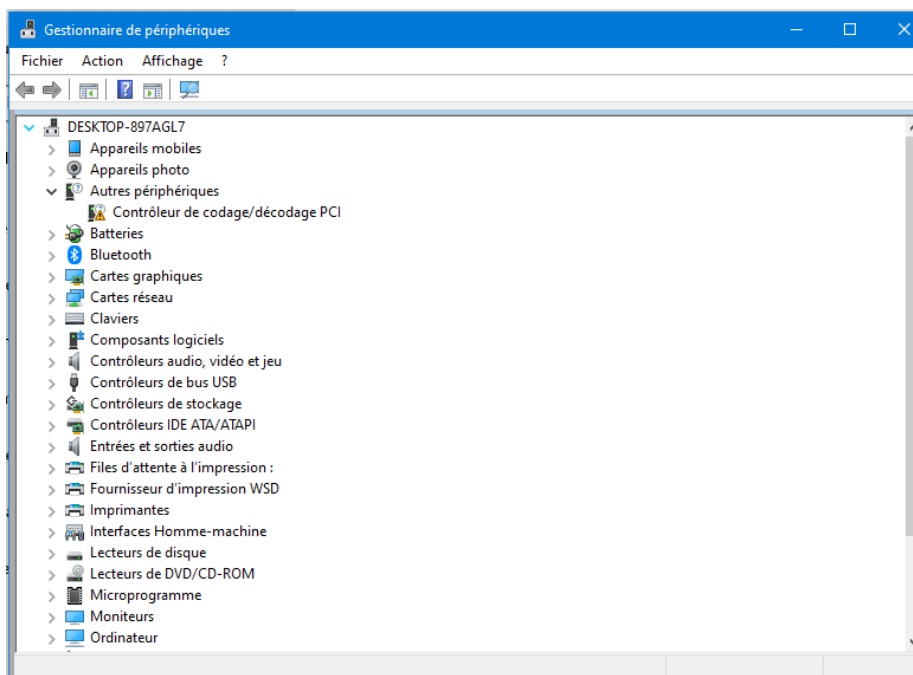 Gestionnaire de périphériques
Fichier Action Affichage ?
DESKTOP-897AGL7
Appareils mobiles
Appareils photo
Autres périphériques
Contrôleur de codage/décodage PCI
Batteries
Bluetooth
Cartes graphiques
Cartes réseau
Claviers
Composants logiciels
Contrôleurs audio, vidéo et jeu
Contrôleurs de bus USB
Contrôleurs de stockage
Contrôleurs IDE ATA/ATAPI
Entrées et sorties audio
Files d'attente à l'impression :
Fournisseur d'impression WSD
Imprimantes
Interfaces Homme-machine
Lecteurs de disque
Lecteurs de DVD/CD-ROM
Microprogramme
Moniteurs
Ordinateur